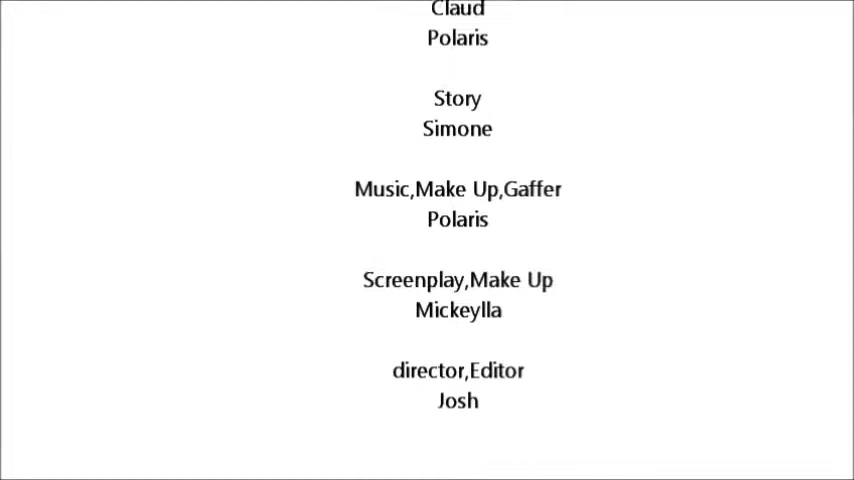 Claud
Polaris
Story
Simone
Music,Make Up,Gaffer
Polaris
Screenplay,Make Up
Mickeylla
director,Editor
Josh